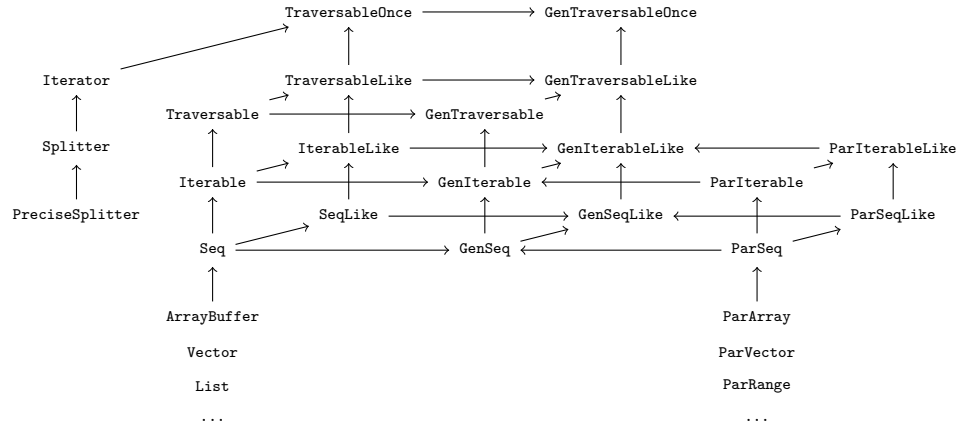 TraversableOnce GenTraversableOnce
Iterator TraversableLike GenTraversableLike
Traversable GenTraversable
Splitter IterableLike GenIterableLike ParIterableLike
Iterable GenIterable ParIterable
PreciseSplitter SeqLike GenSeqLike ParSeqLike
Seq GenSeq ParSeq
ArrayBuffer ParArray
Vector ParVector
List ParRange
... ...